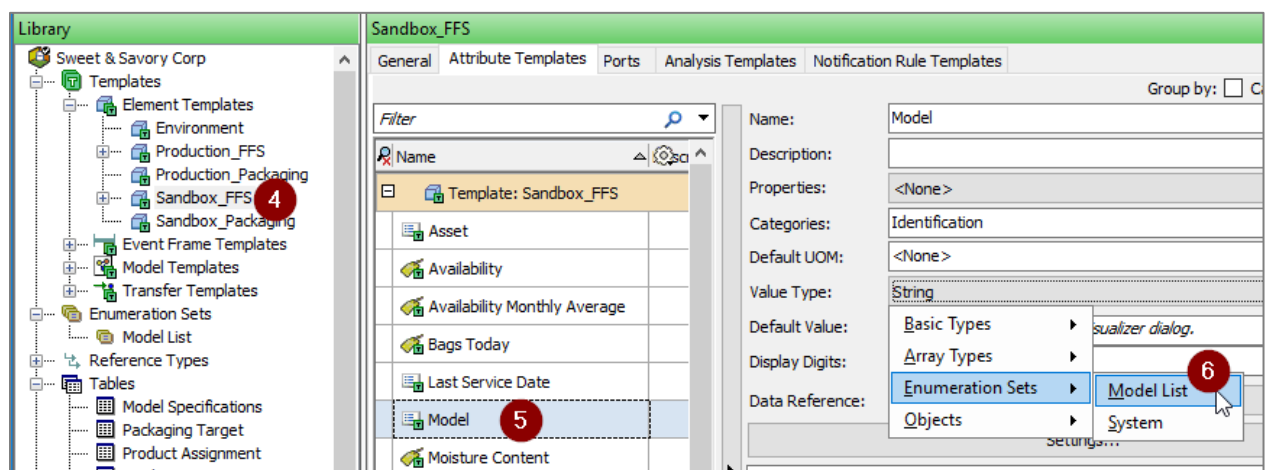 Library
Sweet & Savory Corp
Templates
Element Templates
Environment
Production_FFS
Production_Packaging
Sandbox_FFS
4
Sandbox_Packaging
Event Frame Templates
Model Templates
Transfer Templates
Enumeration Sets
Model List
Reference Types
Tables
Model Specifications
Packaging Target
Product Assignment
Sandbox_FFS
General Attribute Templates Ports Analysis Templates Notification Rule Templates
Group by:
Filter
Name
Template: Sandbox_FFS
Asset
Availability
Availability Monthly Average
Bags Today
Last Service Date
Model
5
Moisture Content
Name: Model
Description:
Properties: <None>
Categories: Identification
Default UOM: <None>
Value Type: String
Default Value: sualizer dialog.
Display Digits:
Data Reference:
Settings...
Basic Types
Array Types
Enumeration Sets
Objects
6
Model List
System